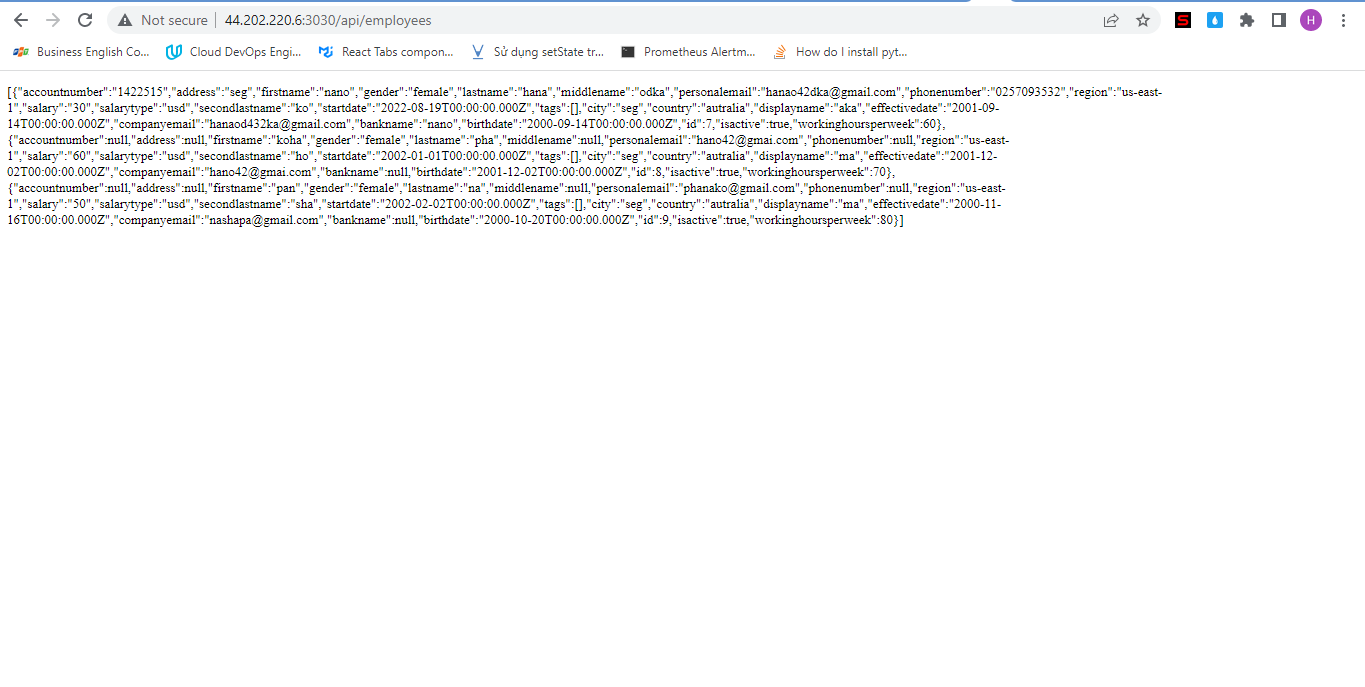 Not secure 44.202.220.6:3030/api/employees
H
Business English Co... Cloud DevOps Engi... React Tabs compon... Sử dụng setState tr... Prometheus Alertm... How do I install pyt...
[{"accountnumber":"1422515","address":"seg","firstname":"nano","gender":"female","lastname":"hana","middlename":"odka","personalemail":"hanao42dka@gmail.com","phonenumber":"0257093532","region":"us-east-
1","salary":"30","salarytype":"usd","secondlastname":"ko","startdate":"2022-08-19T00:00:00.000Z","tags":[],"city":"seg","country":"autralia","displayname":"aka","effectivedate":"2001-09-
14T00:00:00.000Z","companyemail":"hanaod432ka@gmail.com","bankname":"nano","birthdate":"2000-09-14T00:00:00.000Z","id":7,"isactive":true,"workinghoursperweek":60},
{"accountnumber":null,"address":null,"firstname":"koha","gender":"female","lastname":"pha","middlename":null,"personalemail":"hano42@gmai.com","phonenumber":null,"region":"us-east-
1","salary":"60","salarytype":"usd","secondlastname":"ho","startdate":"2002-01-01T00:00:00.000Z","tags":[],"city":"seg","country":"autralia","displayname":"ma","effectivedate":"2001-12-
02T00:00:00.000Z","companyemail":"hano42@gmai.com","bankname":null,"birthdate":"2001-12-02T00:00:00.000Z","id":8,"isactive":true,"workinghoursperweek":70},
{"accountnumber":null,"address":null,"firstname":"pan","gender":"female","lastname":"na","middlename":null,"personalemail":"phanako@gmail.com","phonenumber":null,"region":"us-east-
1","salary":"50","salarytype":"usd","secondlastname":"sha","startdate":"2002-02-02T00:00:00.000Z","tags":[],"city":"seg","country":"autralia","displayname":"ma","effectivedate":"2000-11-
16T00:00:00.000Z","companyemail":"nashapa@gmail.com","bankname":null,"birthdate":"2000-10-20T00:00:00.000Z","id":9,"isactive":true,"workinghoursperweek":80}]